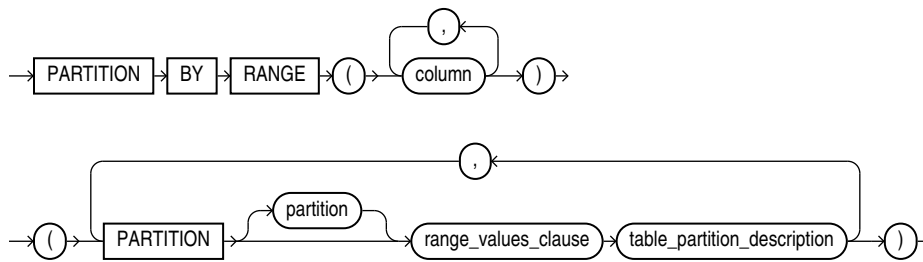 ,
PARTITION BY RANGE ( column )
,
partition
( PARTITION range_values_clause table_partition_description )